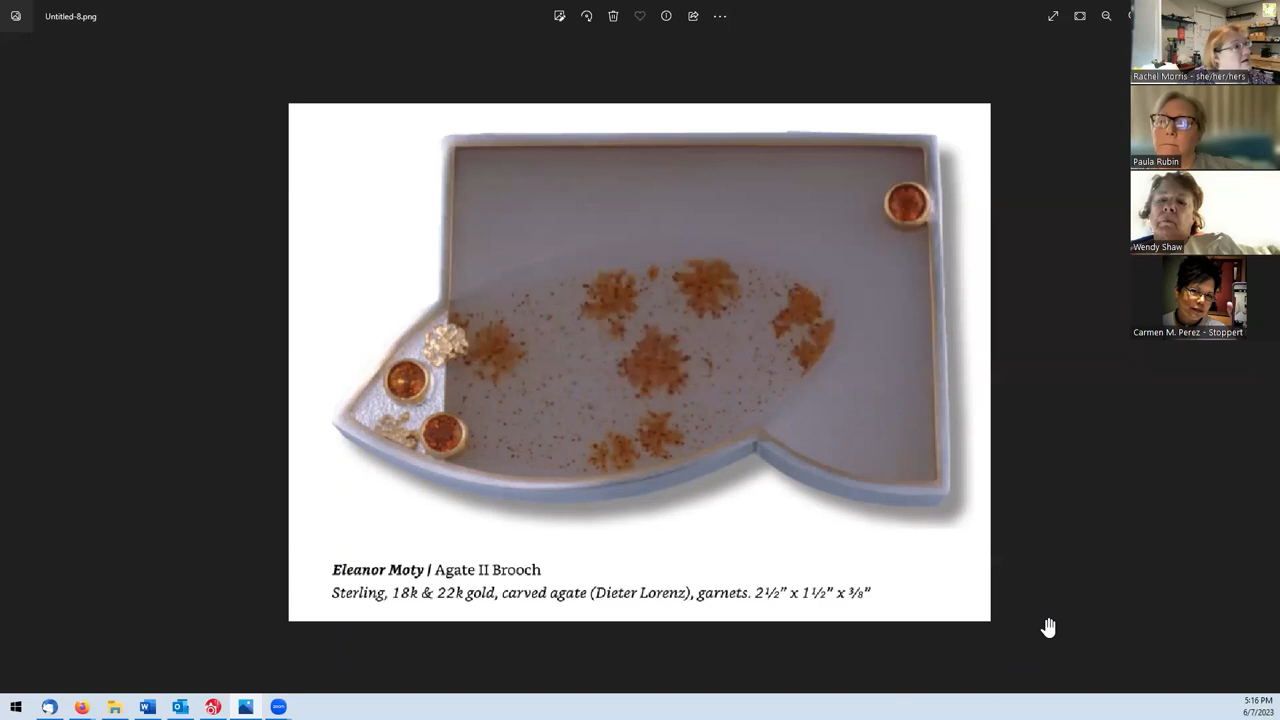 Untitled-8.png
Rachel Morris - she/her/hers
Paula Rubin
Wendy Shaw
Carmen M. Perez - Stoppert
Eleanor Moty | Agate II Brooch
Sterling, 18k & 22k gold, carved agate (Dieter Lorenz), garnets. 2½" x 1½" x ⅜"
zoom
5:16 PM
6/7/2023